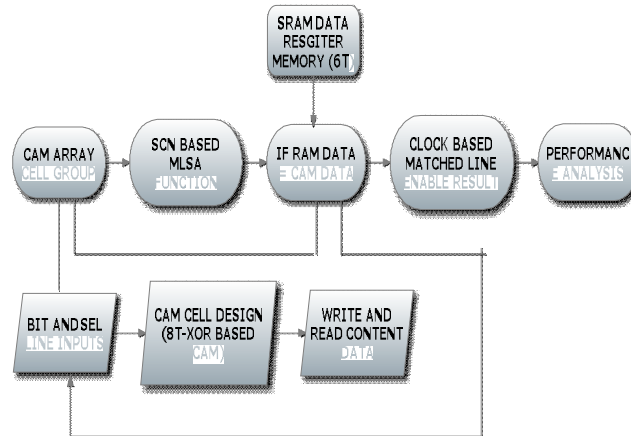 SRAM DATA
RESGITER
MEMORY (6T)
CAM ARRAY
CELL GROUP
SCN BASED
MLSA
FUNCTION
IF RAM DATA
= CAM DATA
CLOCK BASED
MATCHED LINE
ENABLE RESULT
PERFORMANC
E ANALYSIS
BIT AND SEL
LINE INPUTS
CAM CELL DESIGN
(8T-XOR BASED
CAM)
WRITE AND
READ CONTENT
DATA